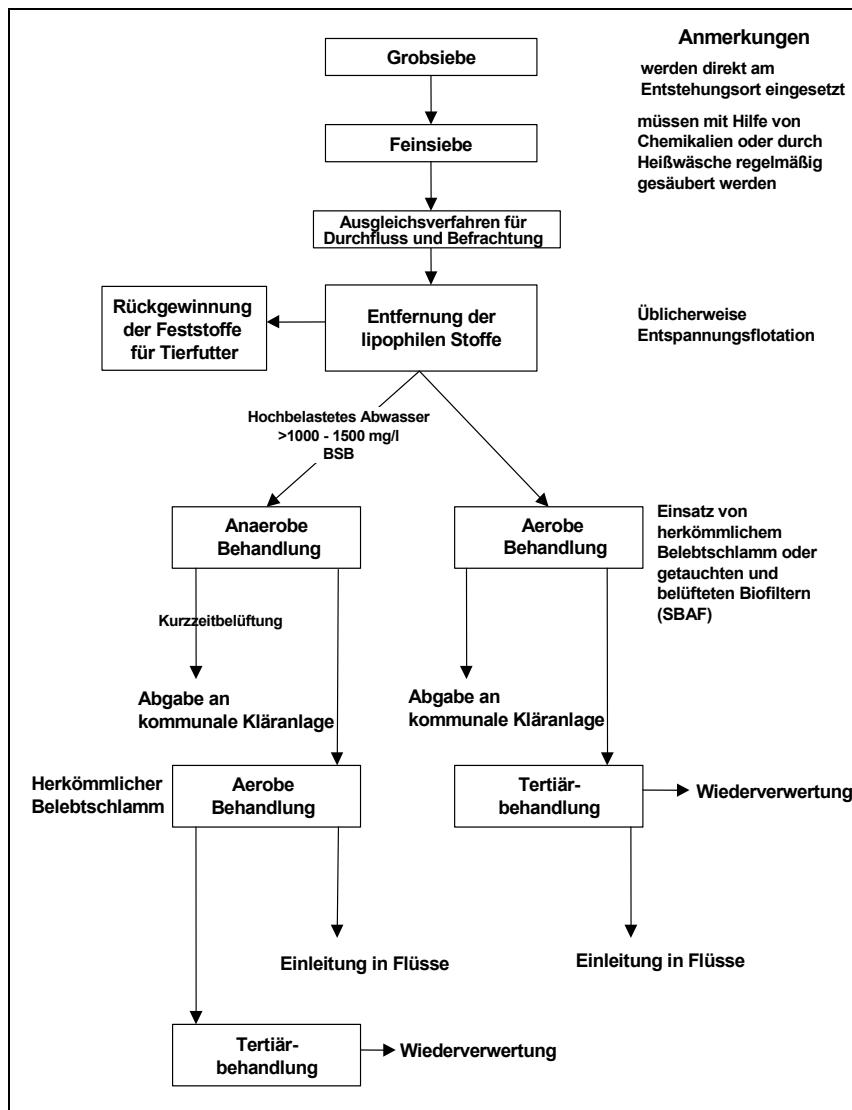 Anmerkungen
Grobsiebe
werden direkt am
Entstehungsort eingesetzt
Feinsiebe
müssen mit Hilfe von
Chemikalien oder durch
Heißwäsche regelmäßig
gesäubert werden
Ausgleichsverfahren für
Durchfluss und Befrachtung
Rückgewinnung
der Feststoffe
für Tierfutter
Entfernung der
lipophilen Stoffe
Üblicherweise
Entspannungsflotation
Hochbelastetes Abwasser
>1000 - 1500 mg/l
BSB
Anaerobe
Behandlung
Aerobe
Behandlung
Einsatz von
herkömmlichem
Belebtschlamm oder
getauchten und
belüfteten Biofiltern
(SBAF)
Kurzzeitbelüftung
Abgabe an
kommunale Kläranlage
Abgabe an
kommunale Kläranlage
Herkömmlicher
Belebtschlamm
Aerobe
Behandlung
Tertiär-
behandlung
Wiederverwertung
Einleitung in Flüsse
Einleitung in Flüsse
Tertiär-
behandlung
Wiederverwertung